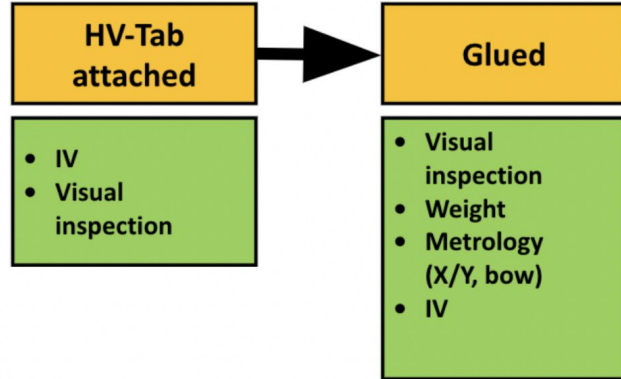 HV-Tab
attached
• IV
• Visual
inspection
Glued
• Visual
inspection
• Weight
• Metrology
(X/Y, bow)
• IV